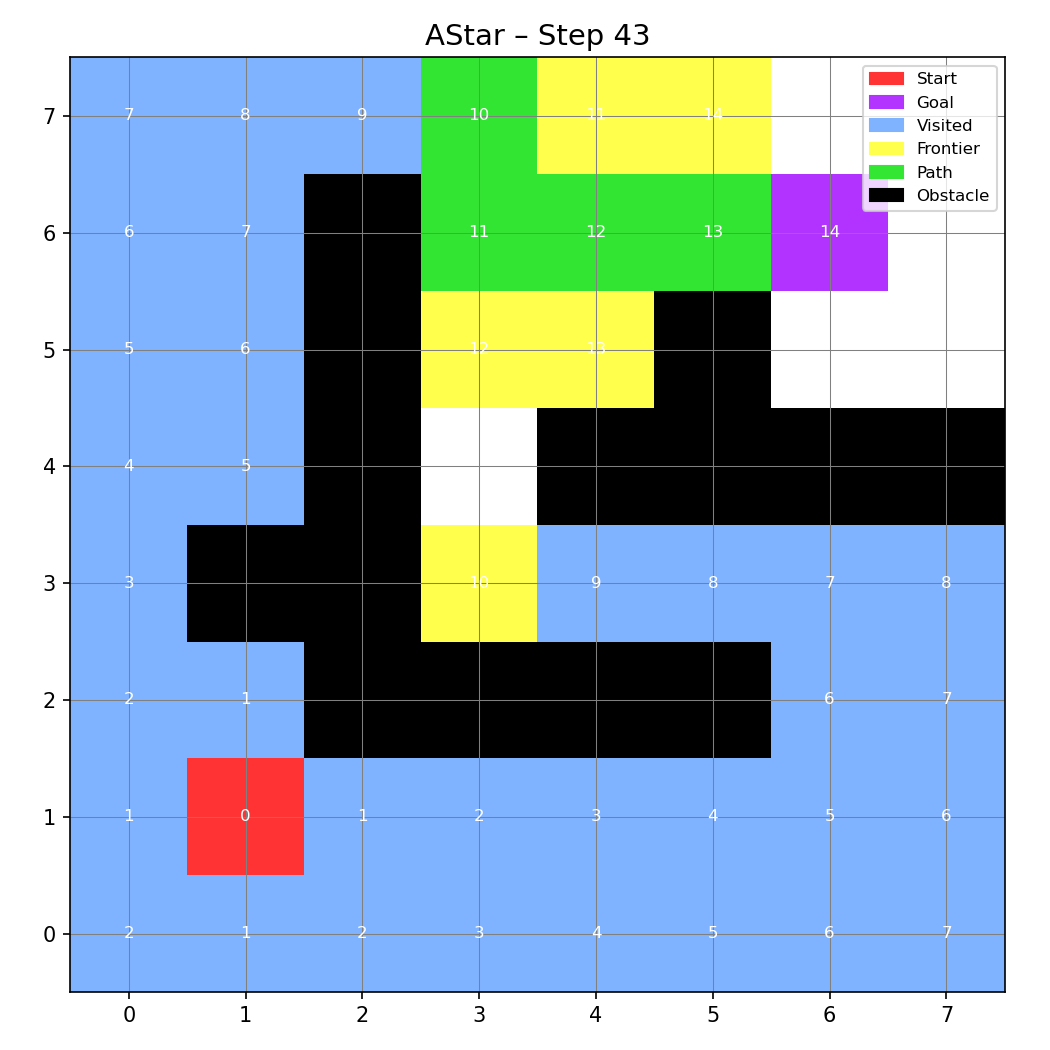 AStar – Step 43
Start
Goal
Visited
Frontier
Path
Obstacle
7 7 8 9 10 11 14
6 6 7 11 12 13 14
5 5 6 12 13
4 4 5
3 3 10 9 8 7 8
2 2 1 6 7
1 1 0 1 2 3 4 5 6
0 2 1 2 3 4 5 6 7
0 1 2 3 4 5 6 7